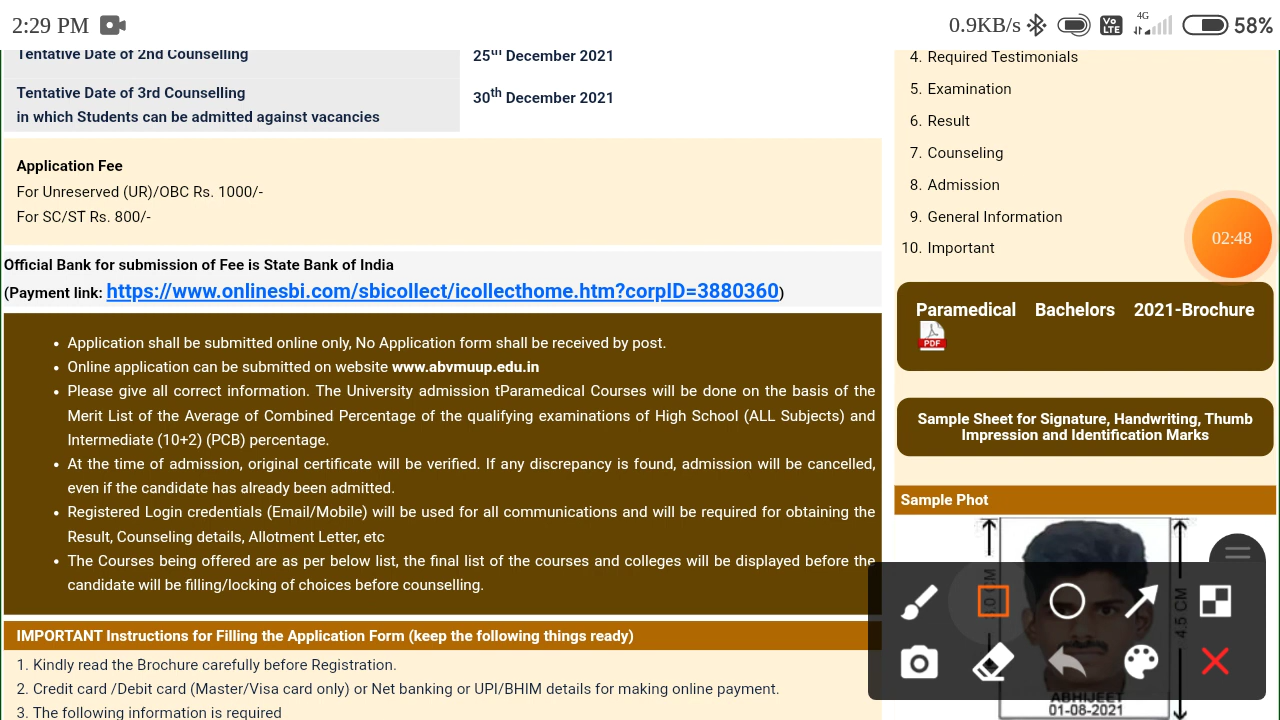 2:29 PM
0.9KB/s
4G
Vo
LTE
58%
Tentative Date of 2nd Counselling
25th December 2021
Tentative Date of 3rd Counselling
in which Students can be admitted against vacancies
30th December 2021
Application Fee
For Unreserved (UR)/OBC Rs. 1000/-
For SC/ST Rs. 800/-
Official Bank for submission of Fee is State Bank of India
(Payment link: https://www.onlinesbi.com/sbicollect/icollecthome.htm?corpID=3880360)
• Application shall be submitted online only, No Application form shall be received by post.
• Online application can be submitted on website www.abvmuup.edu.in
• Please give all correct information. The University admission tParamedical Courses will be done on the basis of the
Merit List of the Average of Combined Percentage of the qualifying examinations of High School (ALL Subjects) and
Intermediate (10+2) (PCB) percentage.
• At the time of admission, original certificate will be verified. If any discrepancy is found, admission will be cancelled,
even if the candidate has already been admitted.
• Registered Login credentials (Email/Mobile) will be used for all communications and will be required for obtaining the
Result, Counseling details, Allotment Letter, etc
• The Courses being offered are as per below list, the final list of the courses and colleges will be displayed before the
candidate will be filling/locking of choices before counselling.
IMPORTANT Instructions for Filling the Application Form (keep the following things ready)
1. Kindly read the Brochure carefully before Registration.
2. Credit card /Debit card (Master/Visa card only) or Net banking or UPI/BHIM details for making online payment.
3. The following information is required
4. Required Testimonials
5. Examination
6. Result
7. Counseling
8. Admission
9. General Information
10. Important
02:48
Paramedical Bachelors 2021-Brochure
PDF
Sample Sheet for Signature, Handwriting, Thumb
Impression and Identification Marks
Sample Phot
4.5 CM
ABHIJEET
01-08-2021